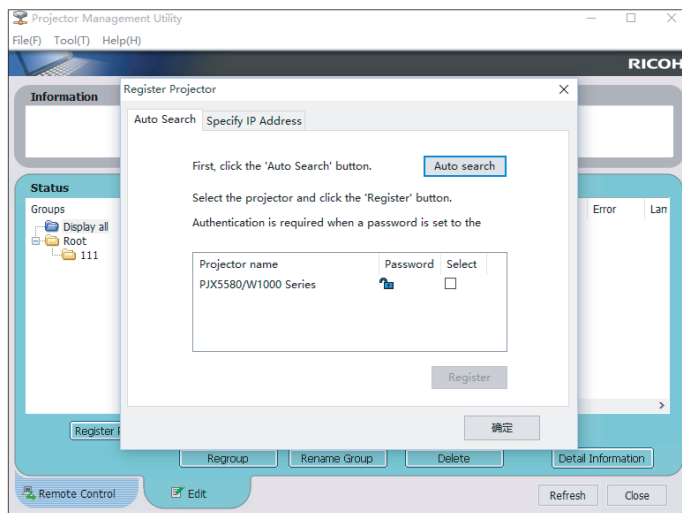 Projector Management Utility
File(F) Tool(T) Help(H)
RICOH
Information
Register Projector
Auto Search Specify IP Address
First, click the 'Auto Search' button. Auto search
Select the projector and click the 'Register' button.
Authentication is required when a password is set to the
Projector name Password Select
PJX5580/W1000 Series
Register
确定
Status
Groups Error
Display all
Root
111
Register
Regroup Rename Group Delete Detail Information
Remote Control Edit Refresh Close